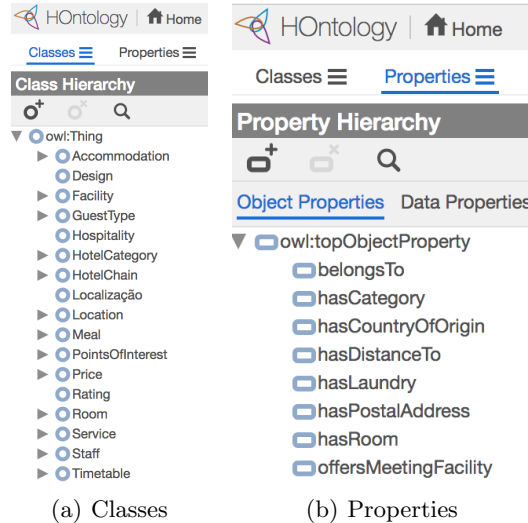 HOntology Home
Classes Properties
Class Hierarchy
owl:Thing
Accommodation
Design
Facility
GuestType
Hospitality
HotelCategory
HotelChain
Localização
Location
Meal
PointsOfInterest
Price
Rating
Room
Service
Staff
Timetable
(a) Classes
HOntology Home
Classes Properties
Property Hierarchy
Object Properties Data Properties
owl:topObjectProperty
belongsTo
hasCategory
hasCountryOfOrigin
hasDistanceTo
hasLaundry
hasPostalAddress
hasRoom
offersMeetingFacility
(b) Properties